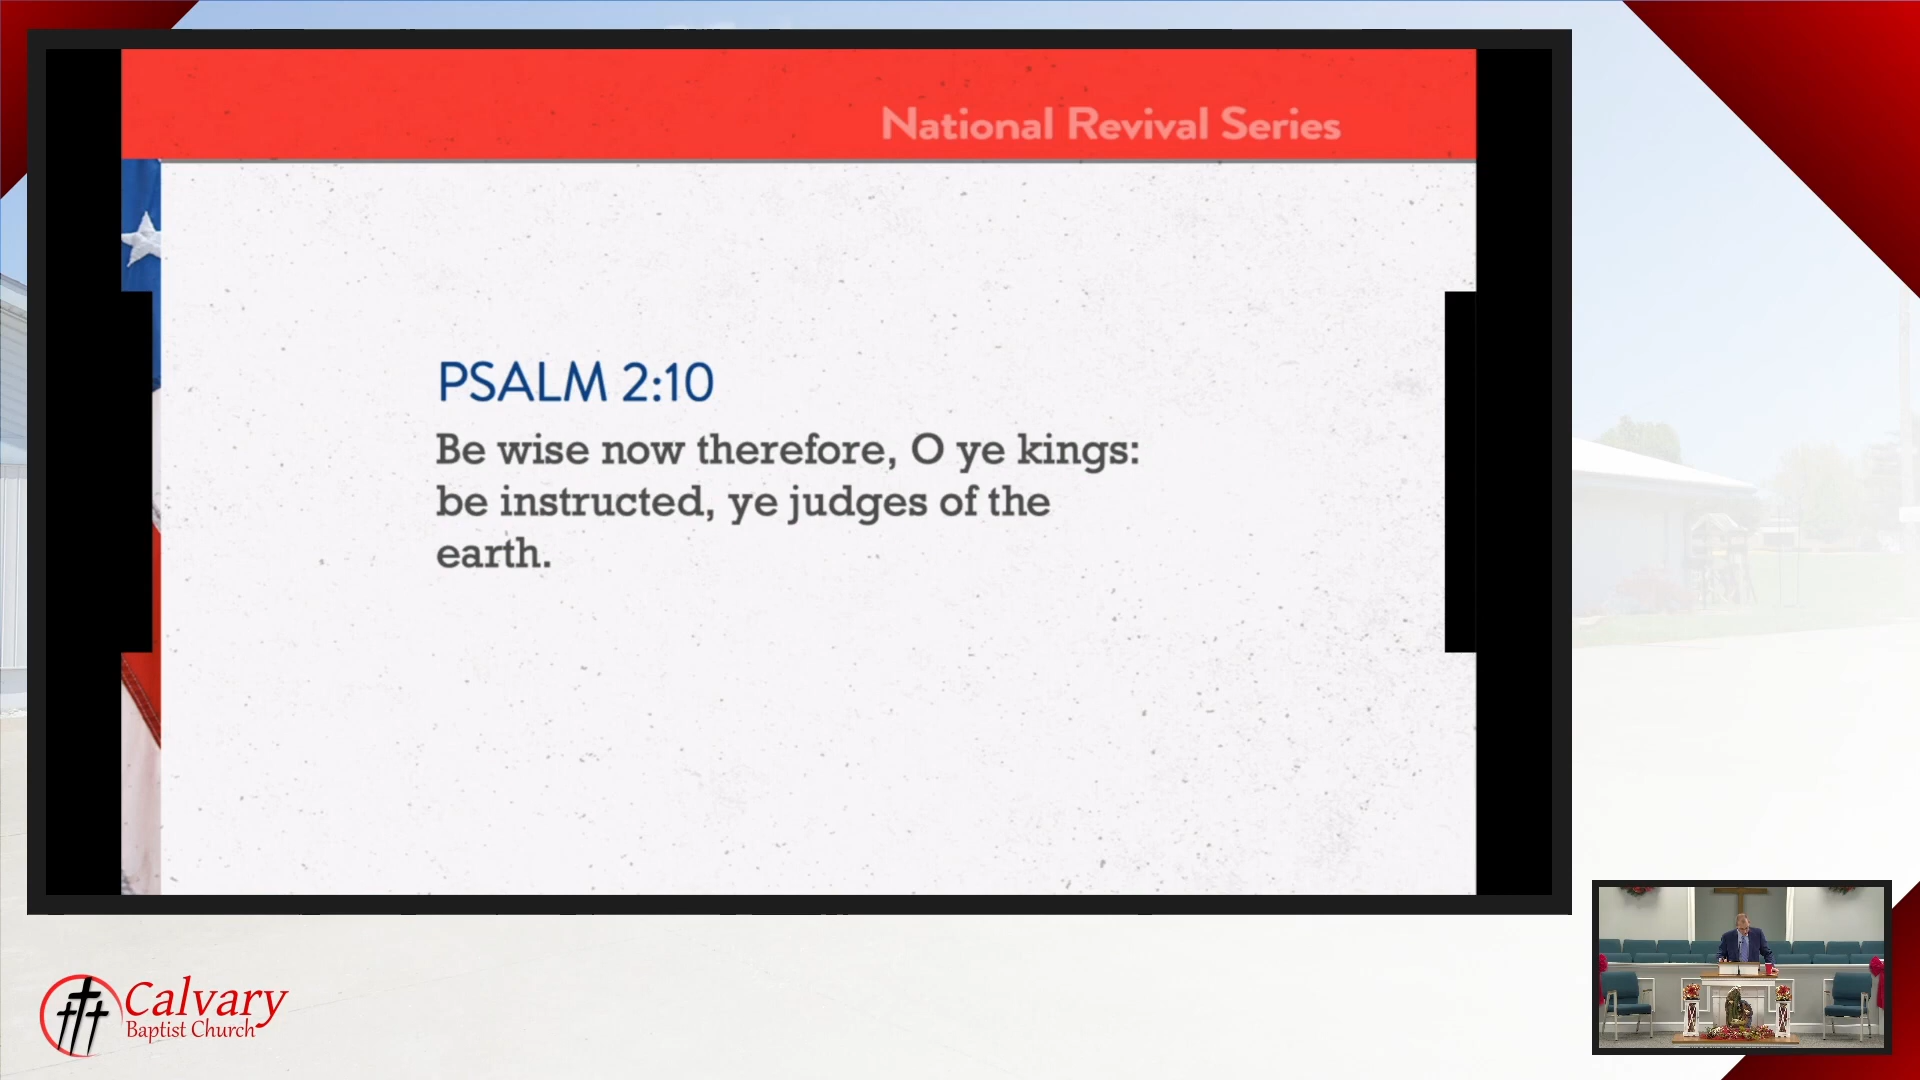 National Revival Series
PSALM 2:10
Be wise now therefore, O ye kings:
be instructed, ye judges of the
earth.
Calvary
Baptist Church